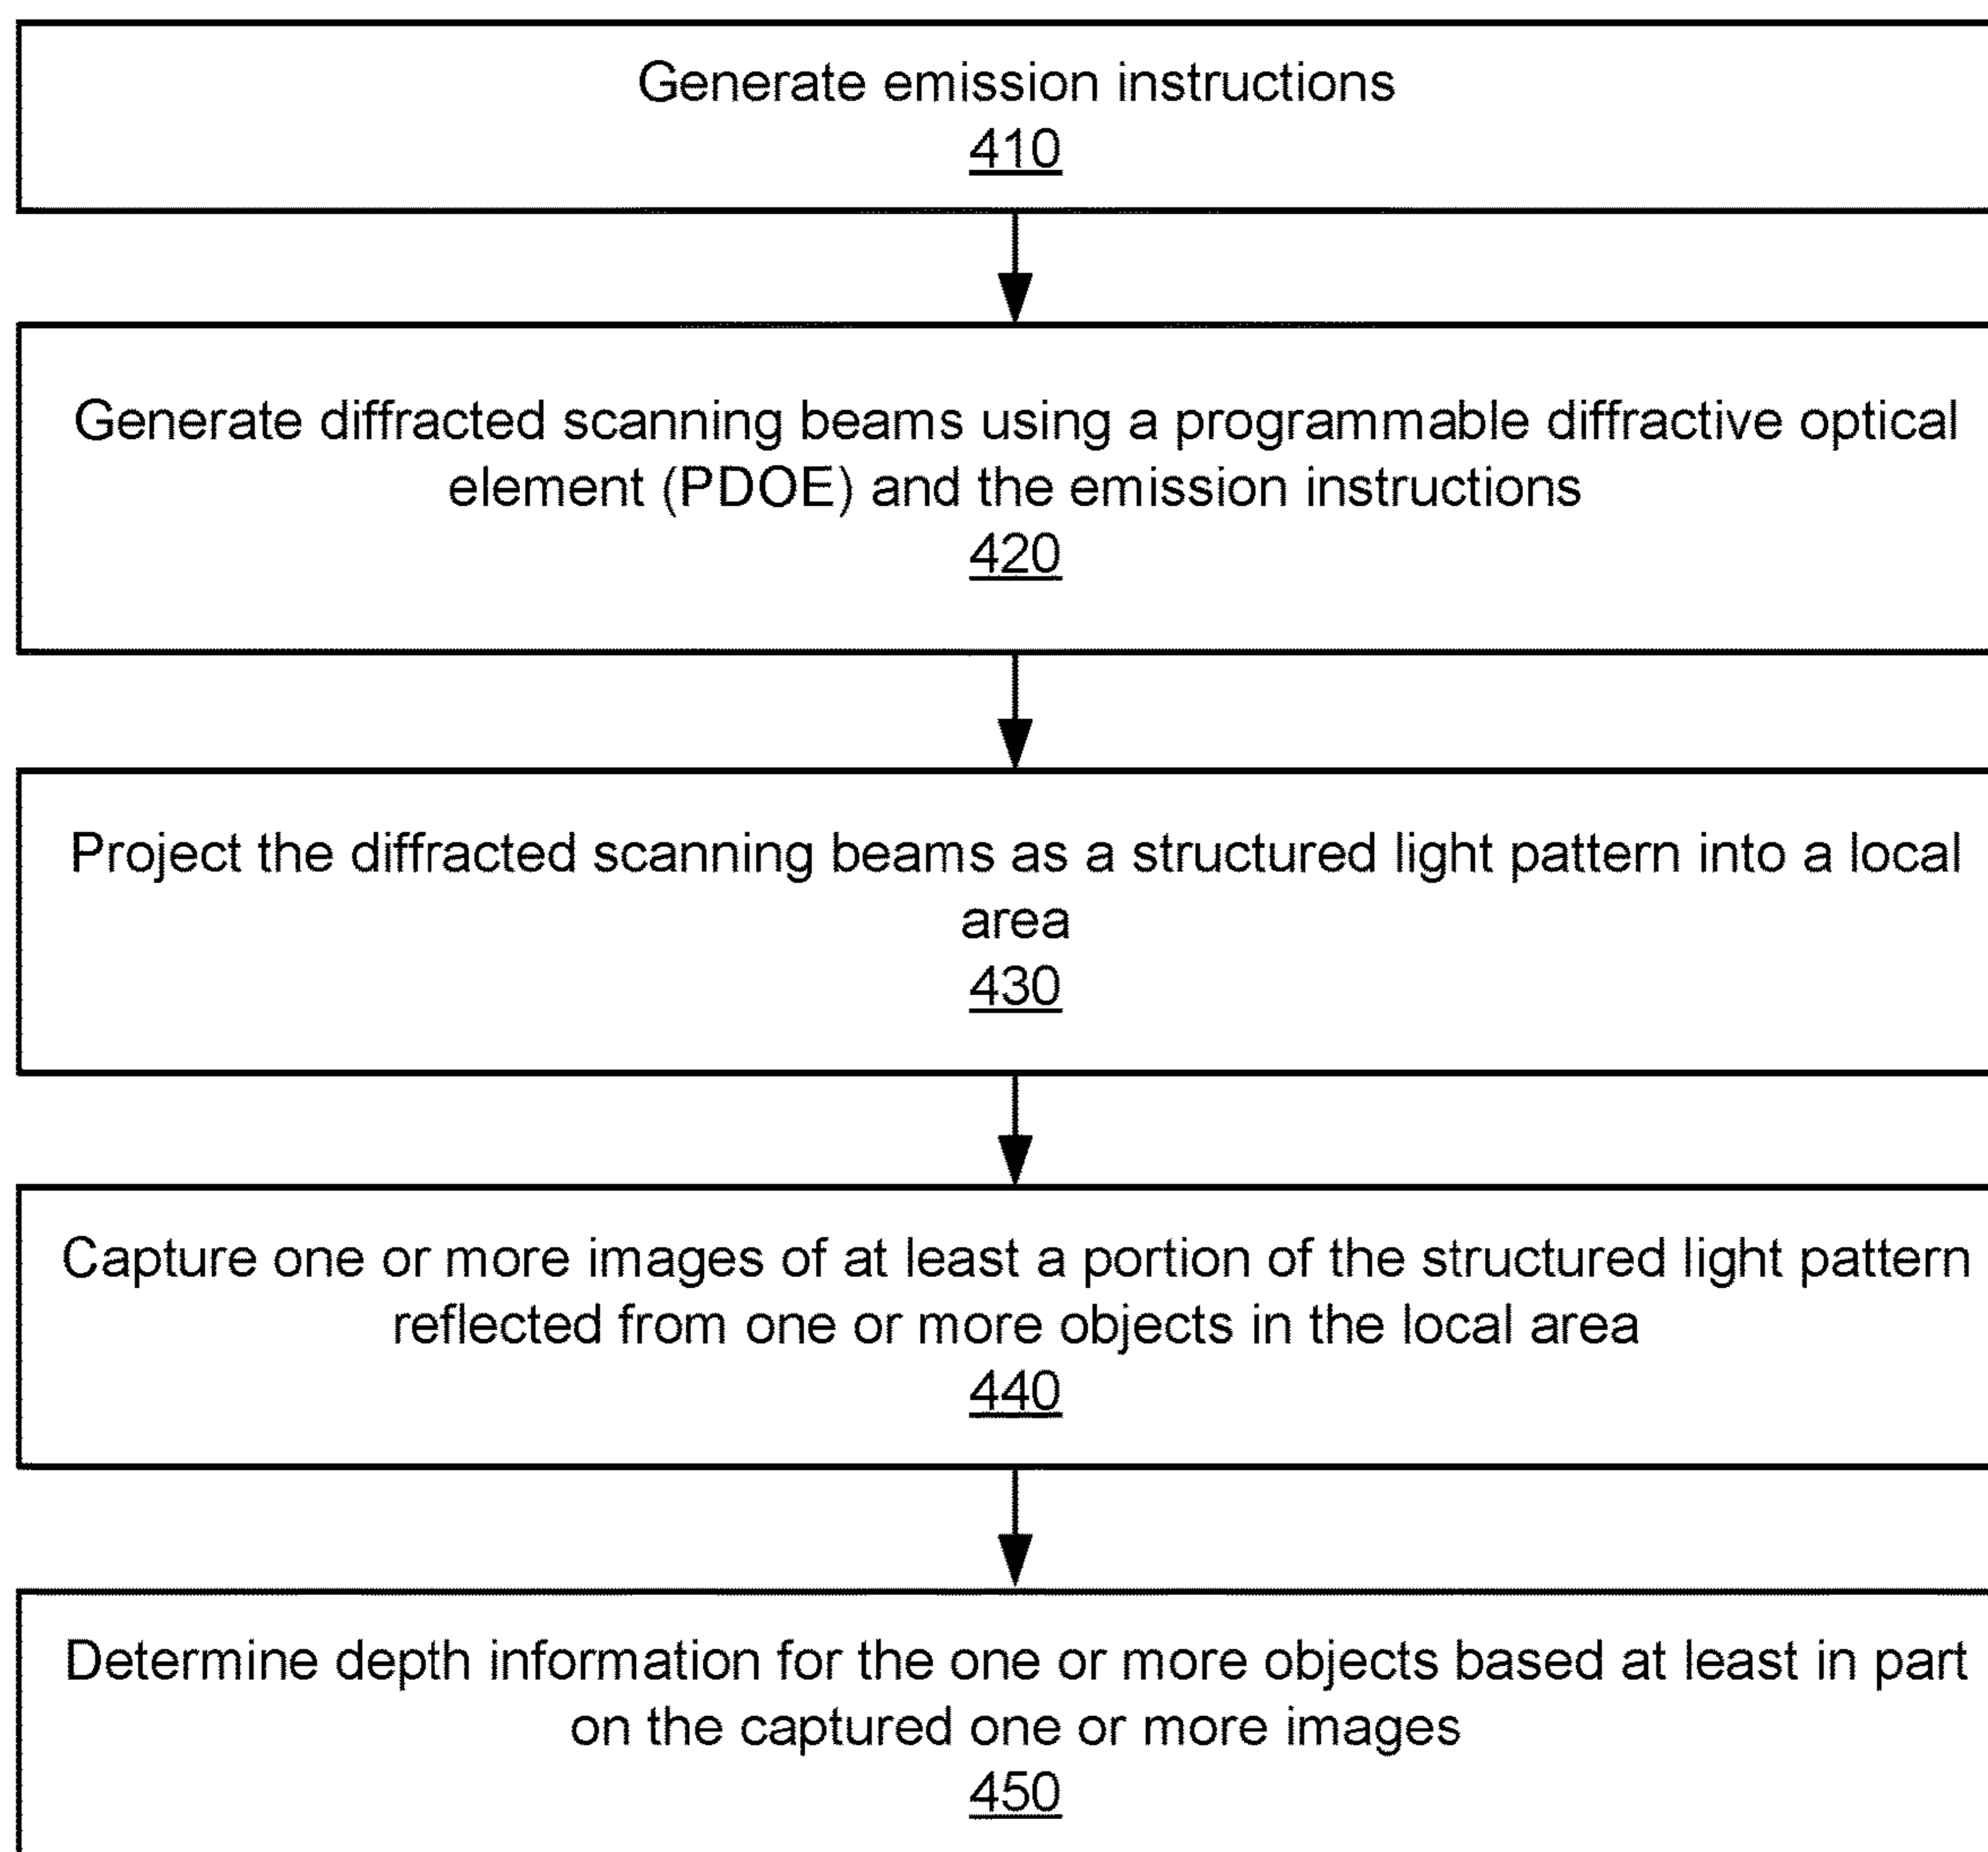 Generate emission instructions
410
Generate diffracted scanning beams using a programmable diffractive optical
element (PDOE) and the emission instructions
420
Project the diffracted scanning beams as a structured light pattern into a local
area
430
Capture one or more images of at least a portion of the structured light pattern
reflected from one or more objects in the local area
440
Determine depth information for the one or more objects based at least in part
on the captured one or more images
450